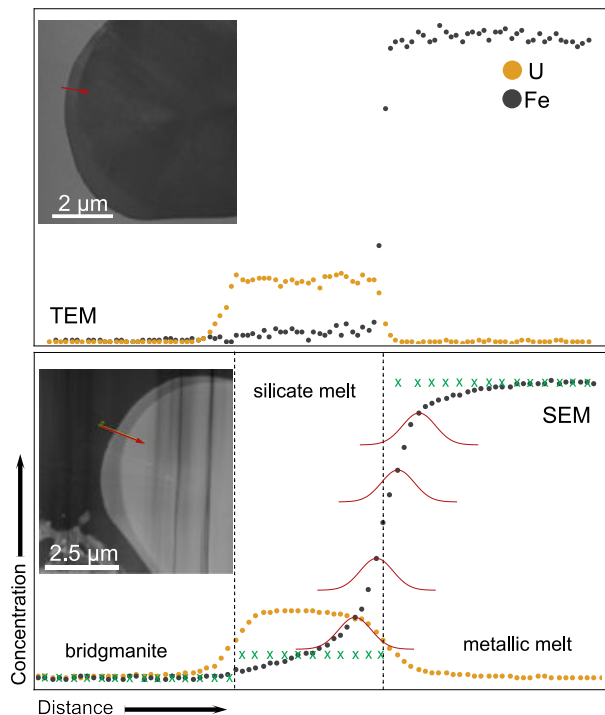 U
Fe
2 μm
TEM
silicate melt
SEM
2.5 μm
bridgmanite
metallic melt
Concentration
Distance